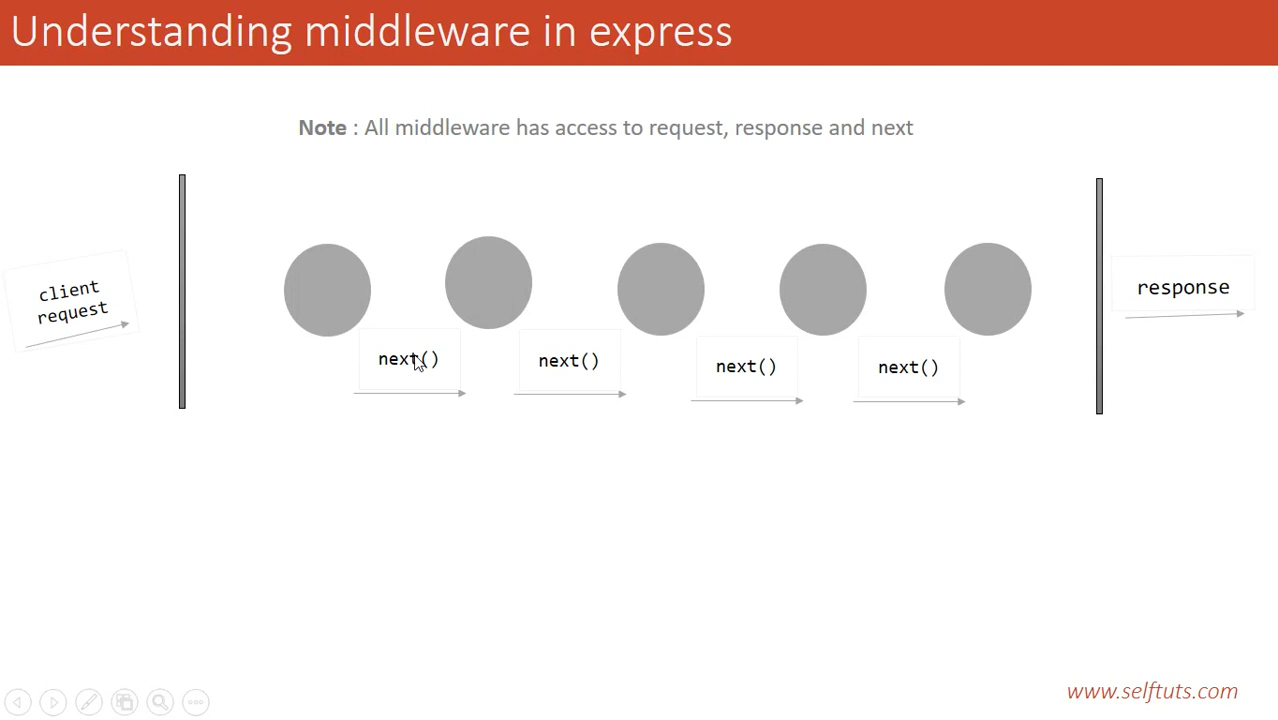 Understanding middleware in express
Note : All middleware has access to request, response and next
client
request
response
next()
next()
next()
next()
www.selftuts.com